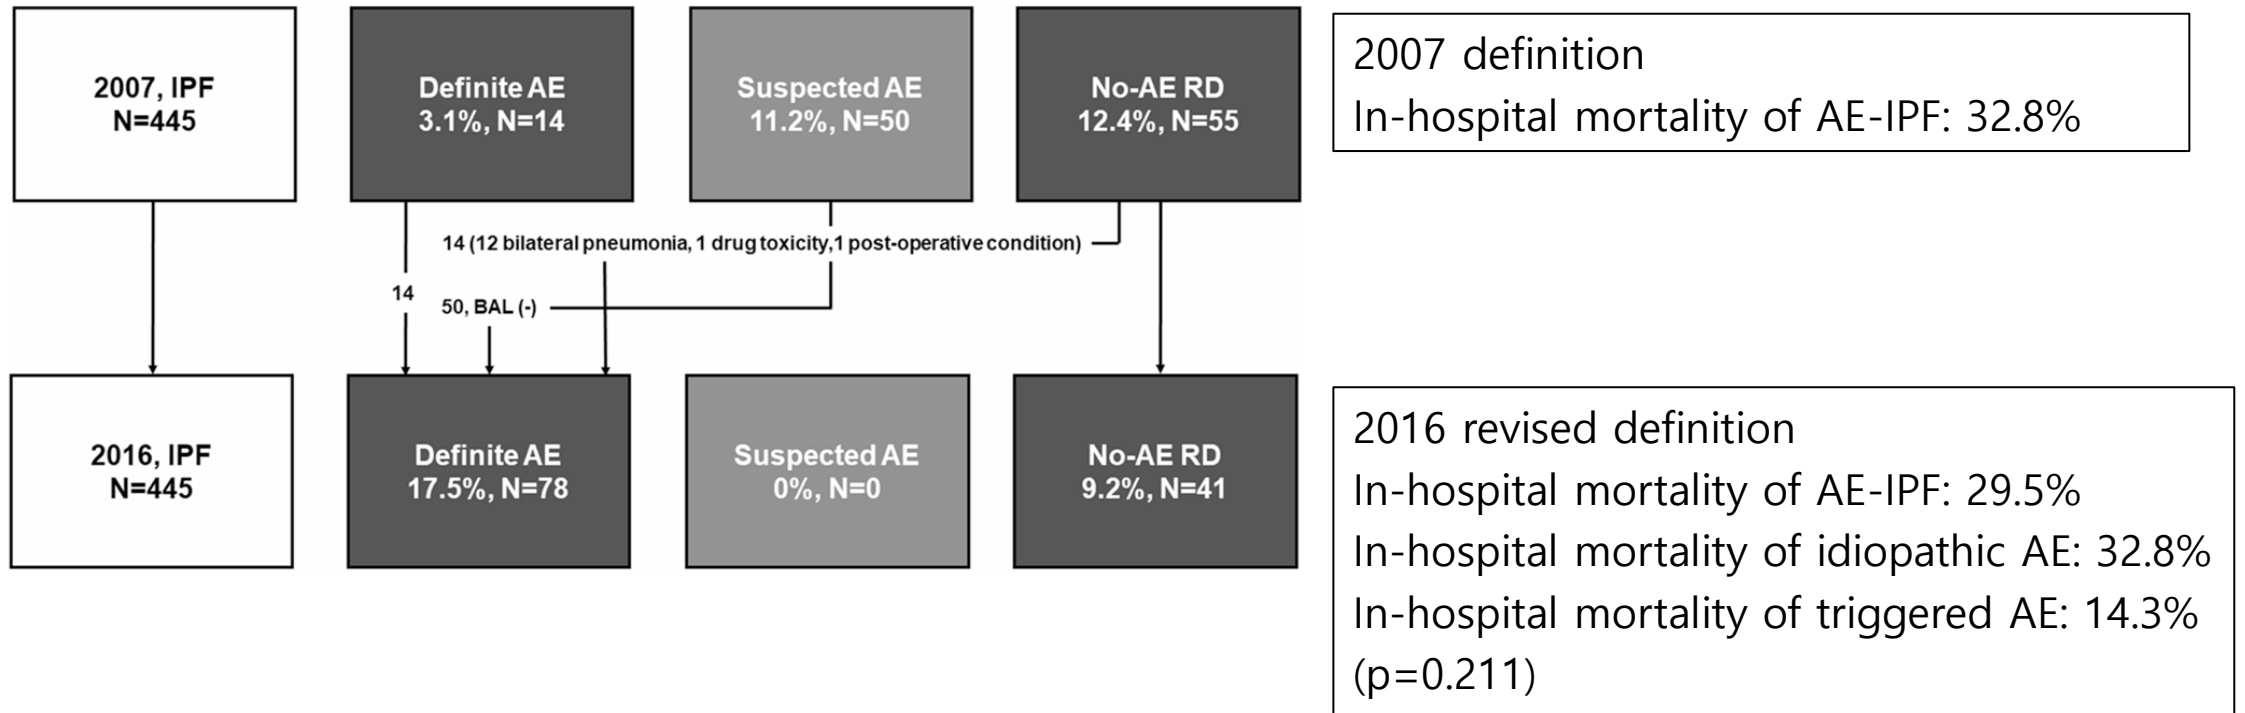 2007, IPF
N=445
Definite AE
3.1%, N=14
Suspected AE
11.2%, N=50
No-AE RD
12.4%, N=55
2007 definition
In-hospital mortality of AE-IPF: 32.8%
14 (12 bilateral pneumonia, 1 drug toxicity,1 post-operative condition)
14
50, BAL (-)
2016, IPF
N=445
Definite AE
17.5%, N=78
Suspected AE
0%, N=0
No-AE RD
9.2%, N=41
2016 revised definition
In-hospital mortality of AE-IPF: 29.5%
In-hospital mortality of idiopathic AE: 32.8%
In-hospital mortality of triggered AE: 14.3%
(p=0.211)